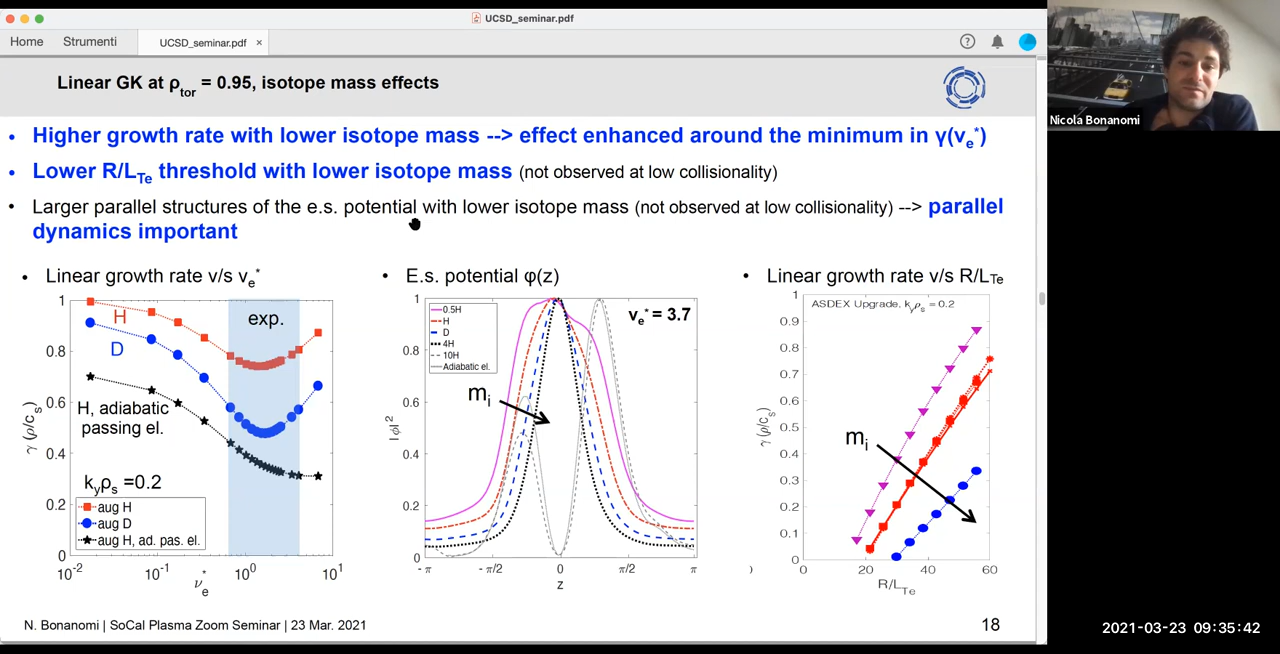 UCSD_seminar.pdf
Home Strumenti UCSD_seminar.pdf ×
Linear GK at ρtor = 0.95, isotope mass effects
• Higher growth rate with lower isotope mass --> effect enhanced around the minimum in γ(νe*)
• Lower R/LTe threshold with lower isotope mass (not observed at low collisionality)
• Larger parallel structures of the e.s. potential with lower isotope mass (not observed at low collisionality) --> parallel
dynamics important
• Linear growth rate v/s νe*
1
0.8
0.6
0.4
0.2
0
γ (ρ/cs)
H
D
exp.
H, adiabatic
passing el.
kyρs =0.2
aug H
aug D
aug H, ad. pas. el.
10-2 10-1 100 101
νe*
• E.s. potential φ(z)
1
0.8
0.6
0.4
0.2
0
|ϕ|2
0.5H
H
D
4H
10H
Adiabatic el.
νe* = 3.7
mi
-π -π/2 0 π/2 π
z
• Linear growth rate v/s R/LTe
1
0.9
0.8
0.7
0.6
0.5
0.4
0.3
0.2
0.1
0
γ (ρ/cs)
ASDEX Upgrade, kyρs = 0.2
mi
) 0 20 40 60
R/LTe
N. Bonanomi | SoCal Plasma Zoom Seminar | 23 Mar. 2021
18
Nicola Bonanomi
2021-03-23 09:35:42